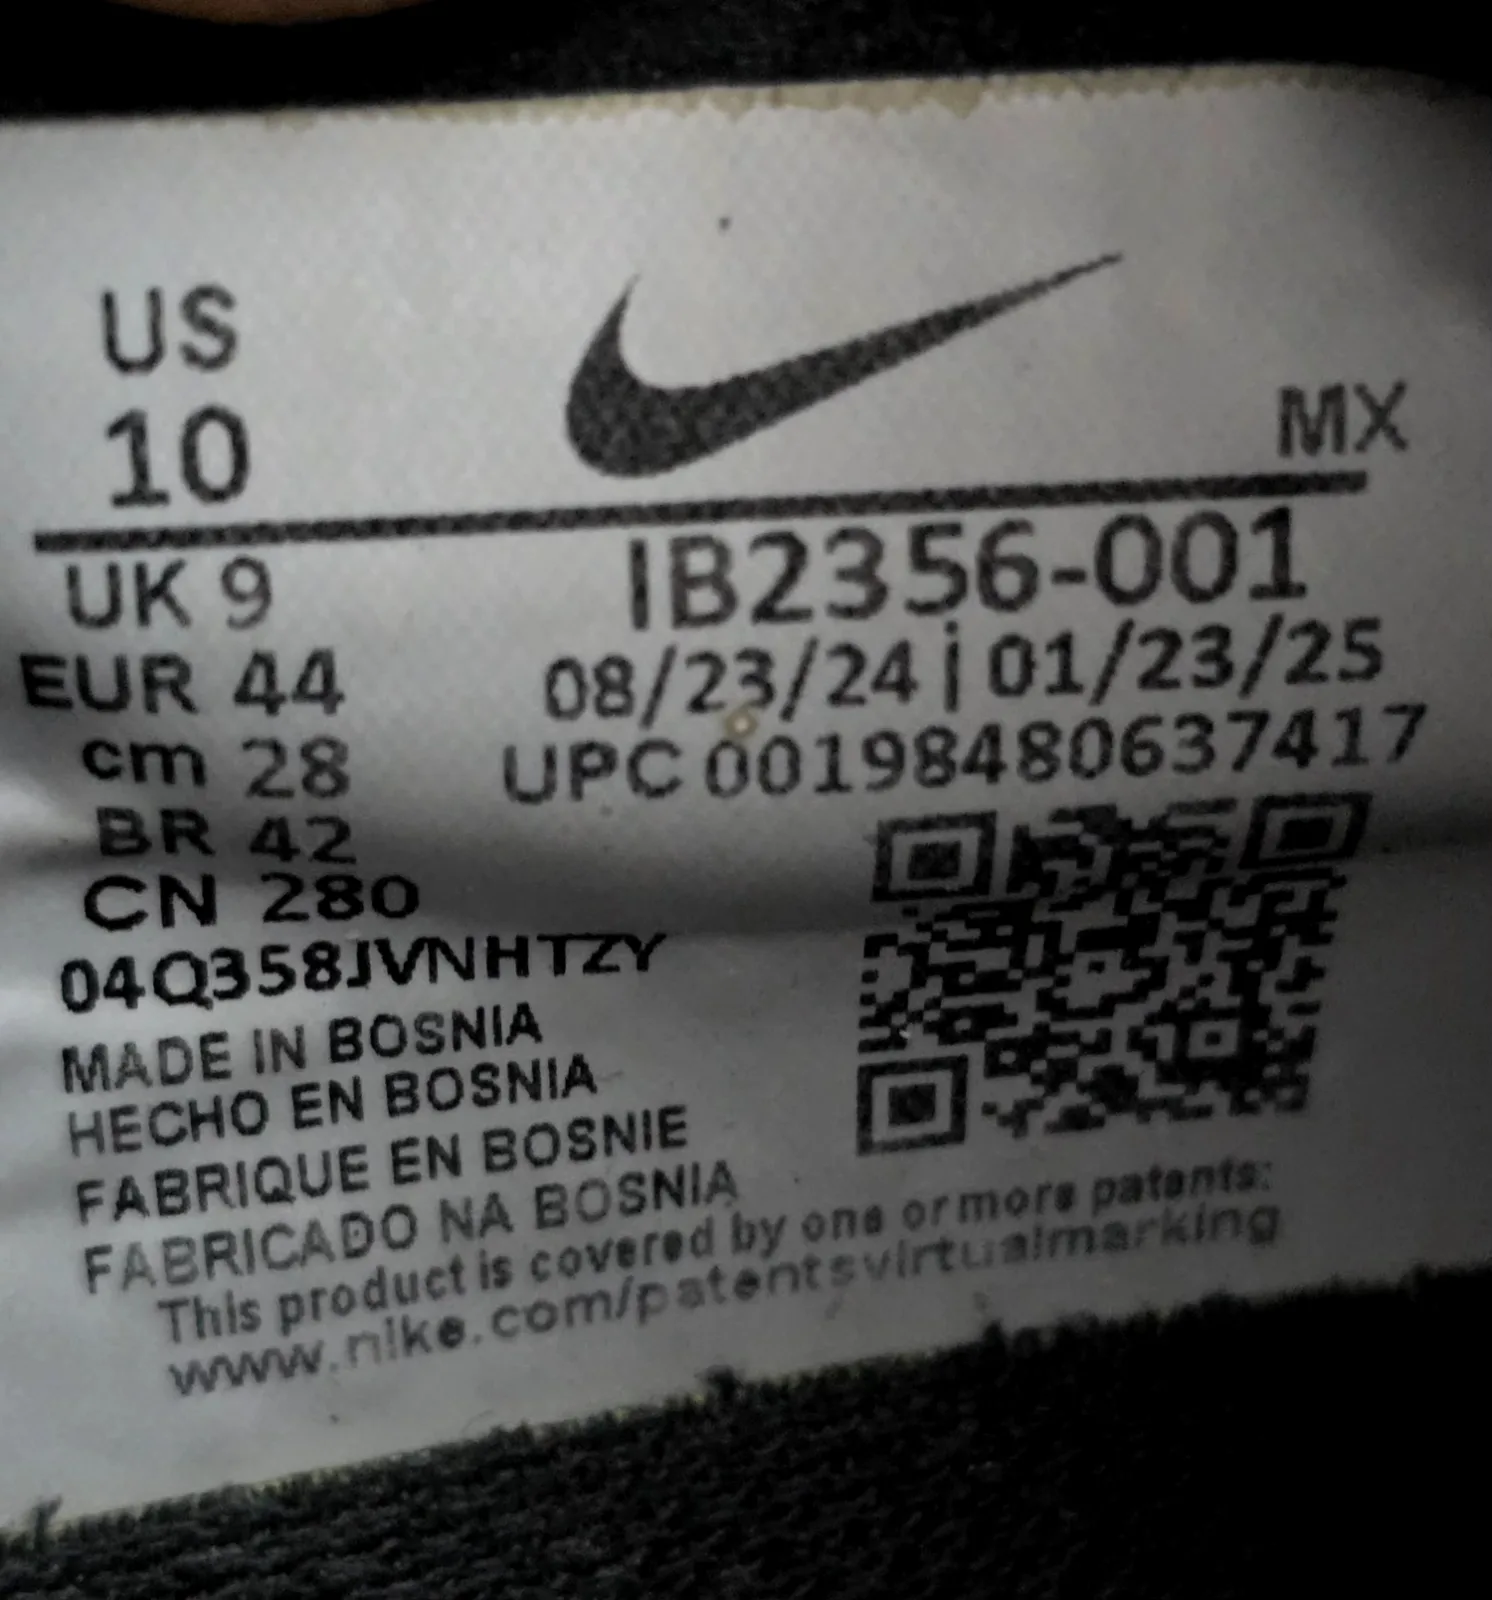 US
10
MX
UK 9
IB2356-001
EUR 44
08/23/24 | 01/23/25
cm 28
UPC 00198480637417
BR 42
CN 280
04Q358JVNHTZY
MADE IN BOSNIA
HECHO EN BOSNIA
FABRIQUE EN BOSNIE
FABRICADO NA BOSNIA
This product is covered by one or more patents:
www.nike.com/patentsvirtualmarking